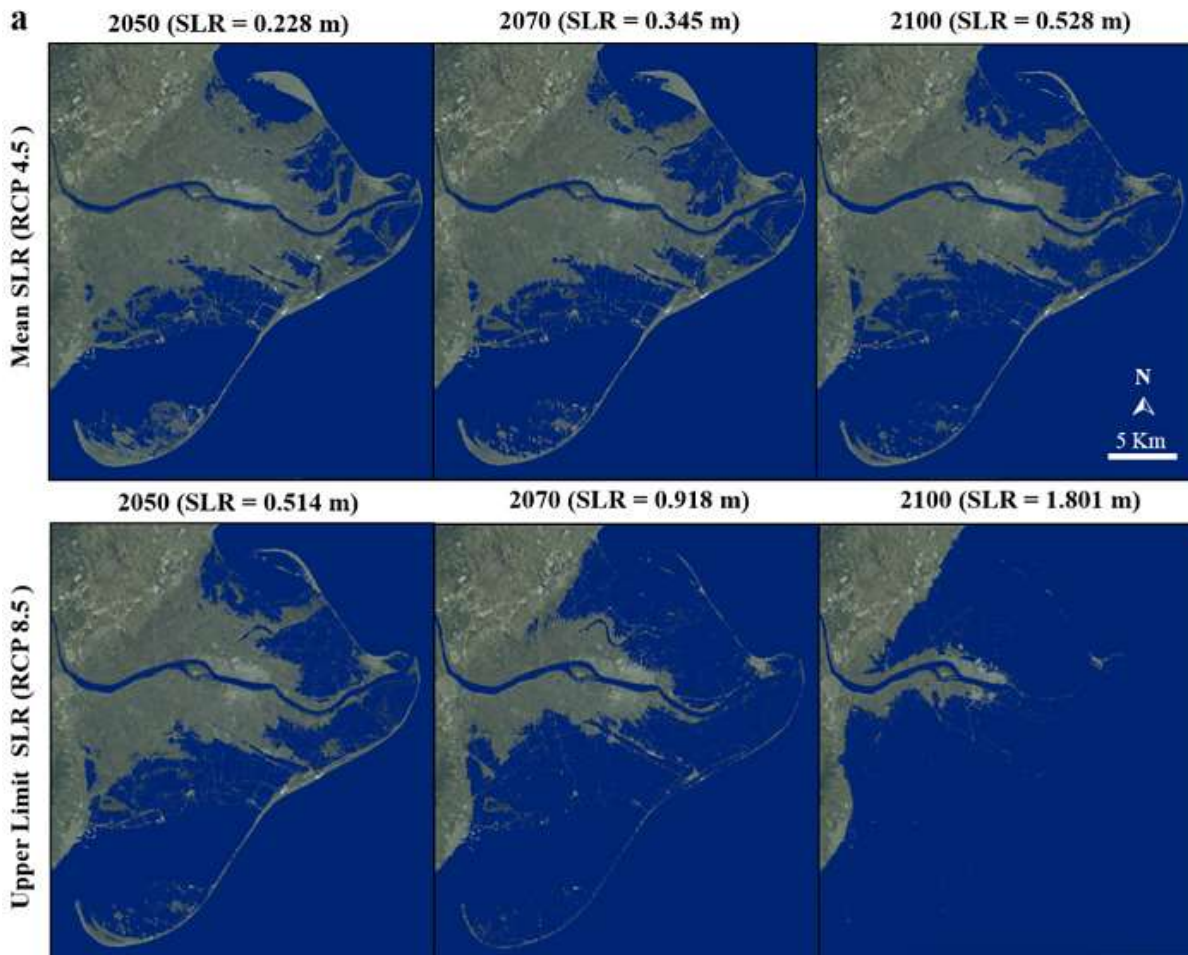 a
2050 (SLR = 0.228 m)
2070 (SLR = 0.345 m)
2100 (SLR = 0.528 m)
Mean SLR (RCP 4.5 )
N
5 Km
2050 (SLR = 0.514 m)
2070 (SLR = 0.918 m)
2100 (SLR = 1.801 m)
Upper Limit SLR (RCP 8.5 )